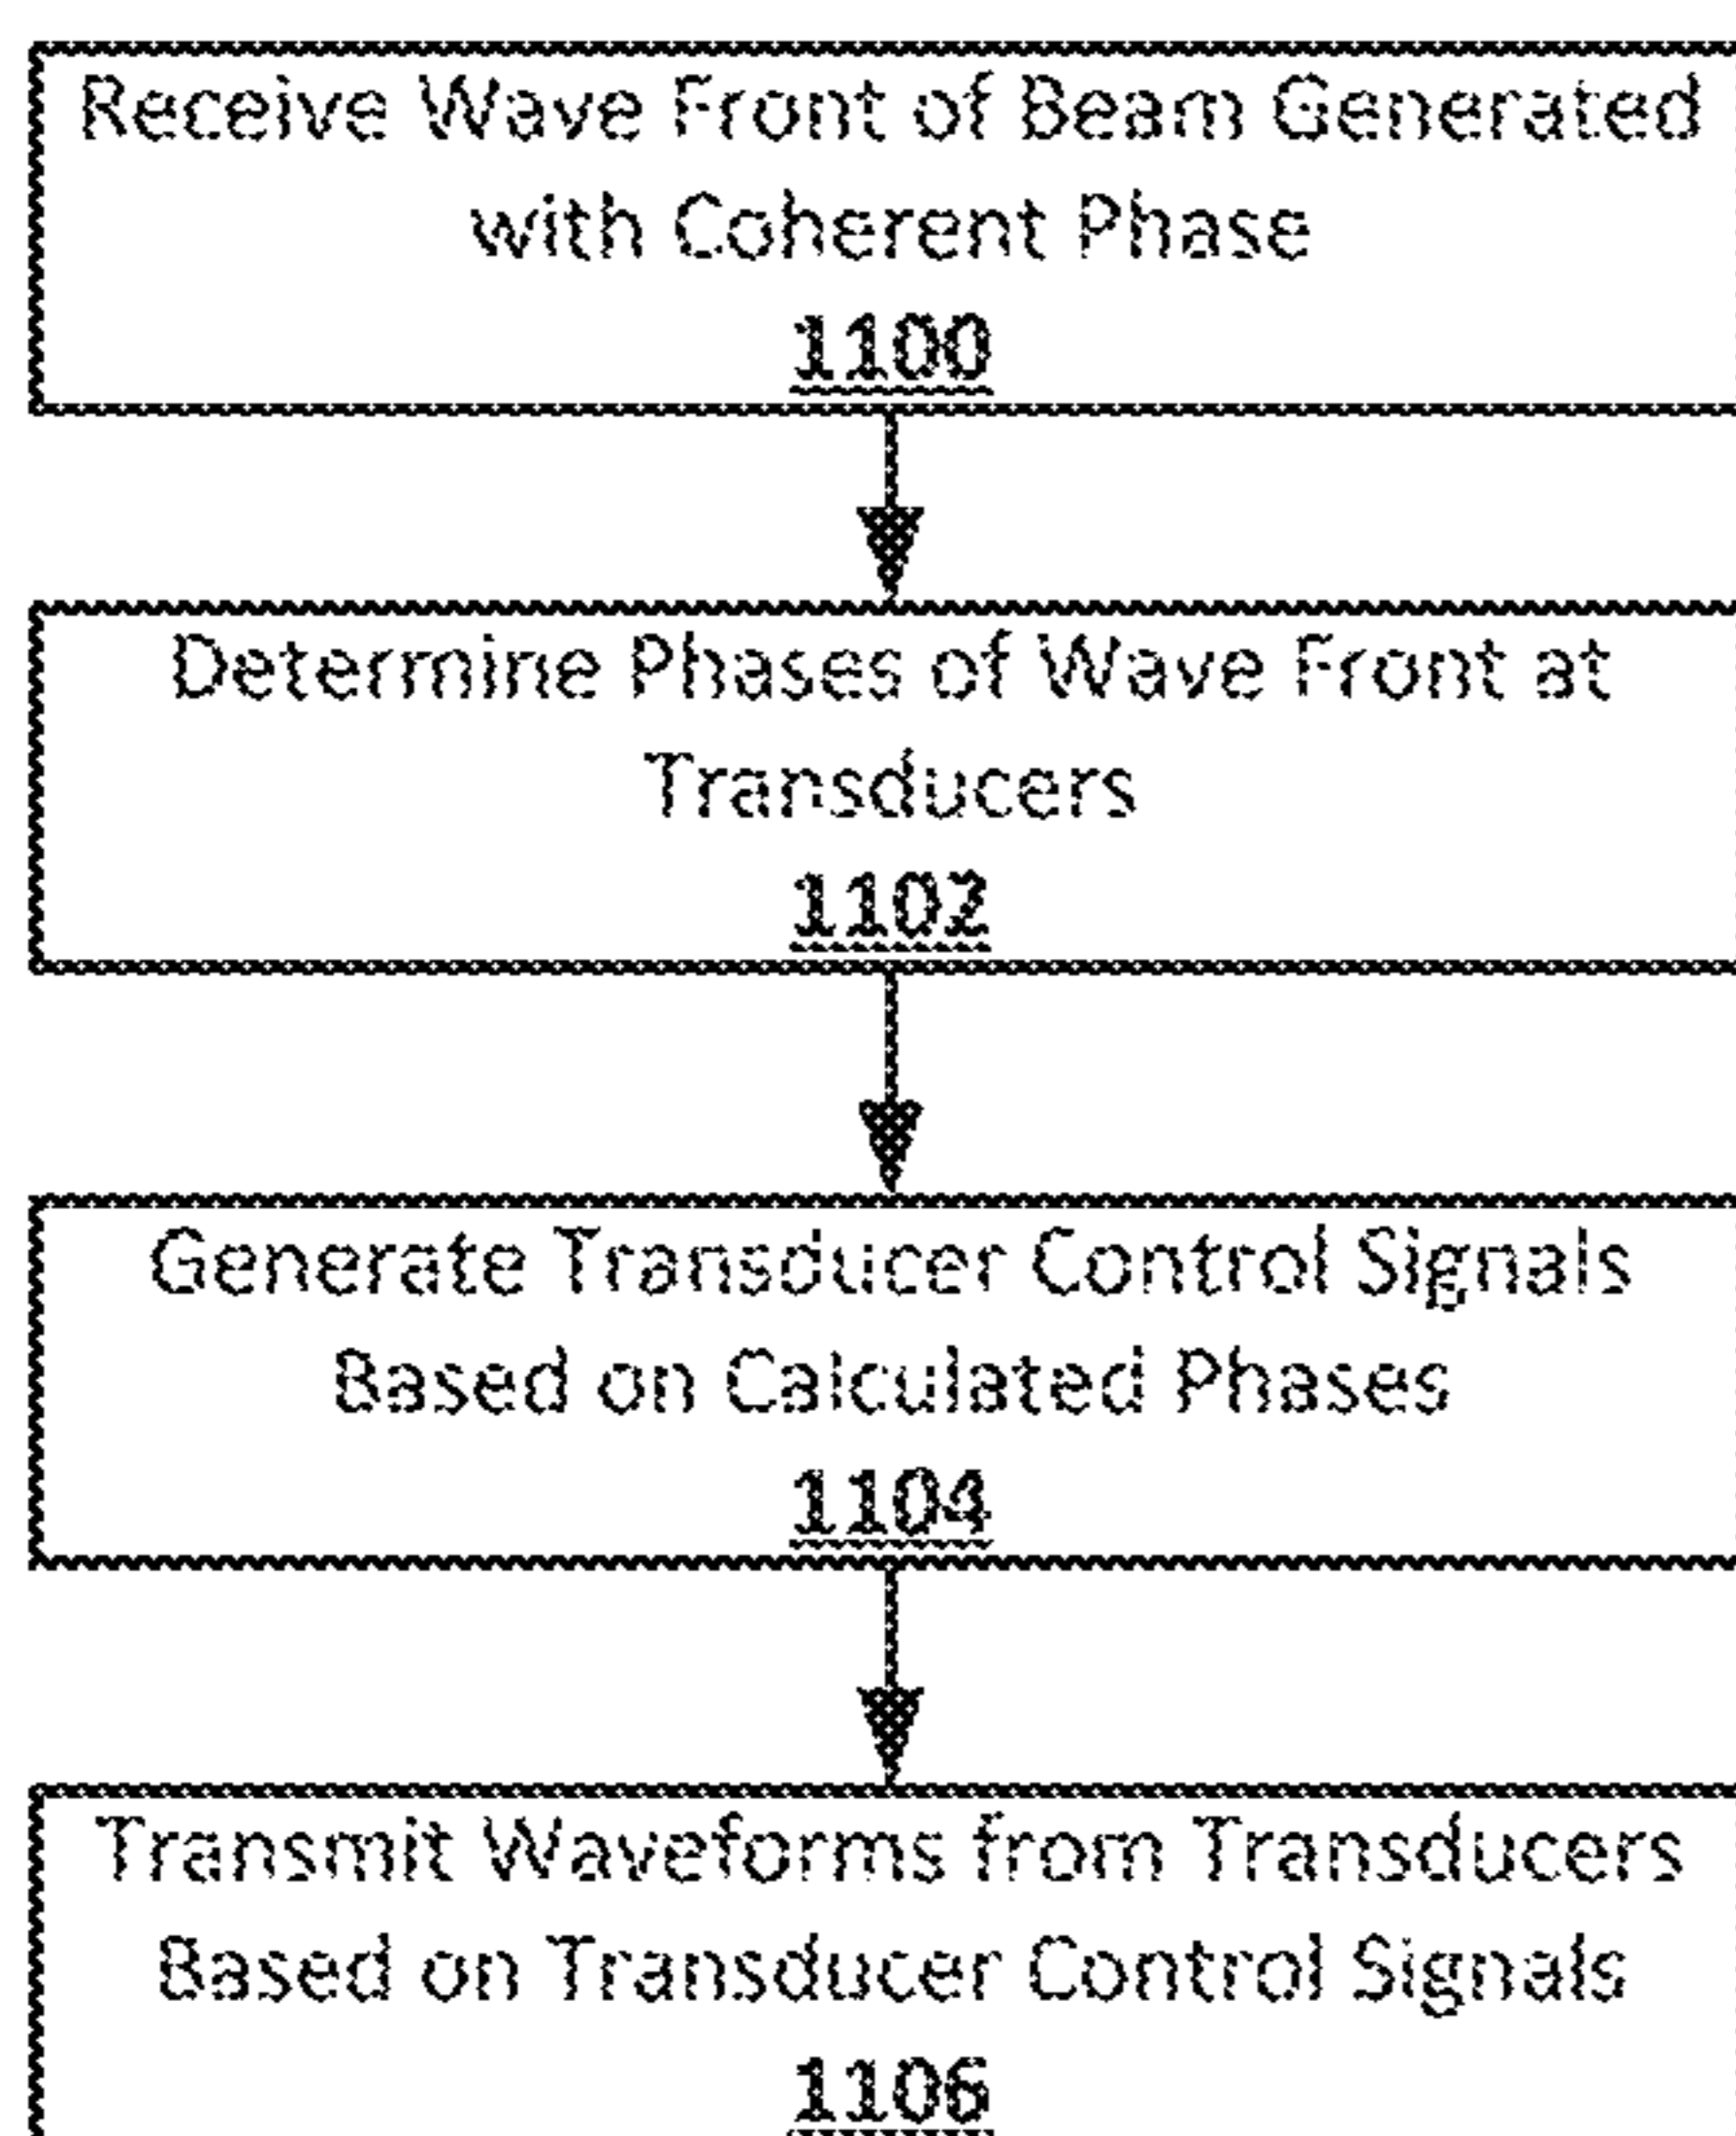 Receive Wave Front of Beam Generated
with Coherent Phase
1100
Determine Phases of Wave Front at
Transducers
1102
Generate Transducer Control Signals
Based on Calculated Phases
1104
Transmit Waveforms from Transducers
Based on Transducer Control Signals
1106